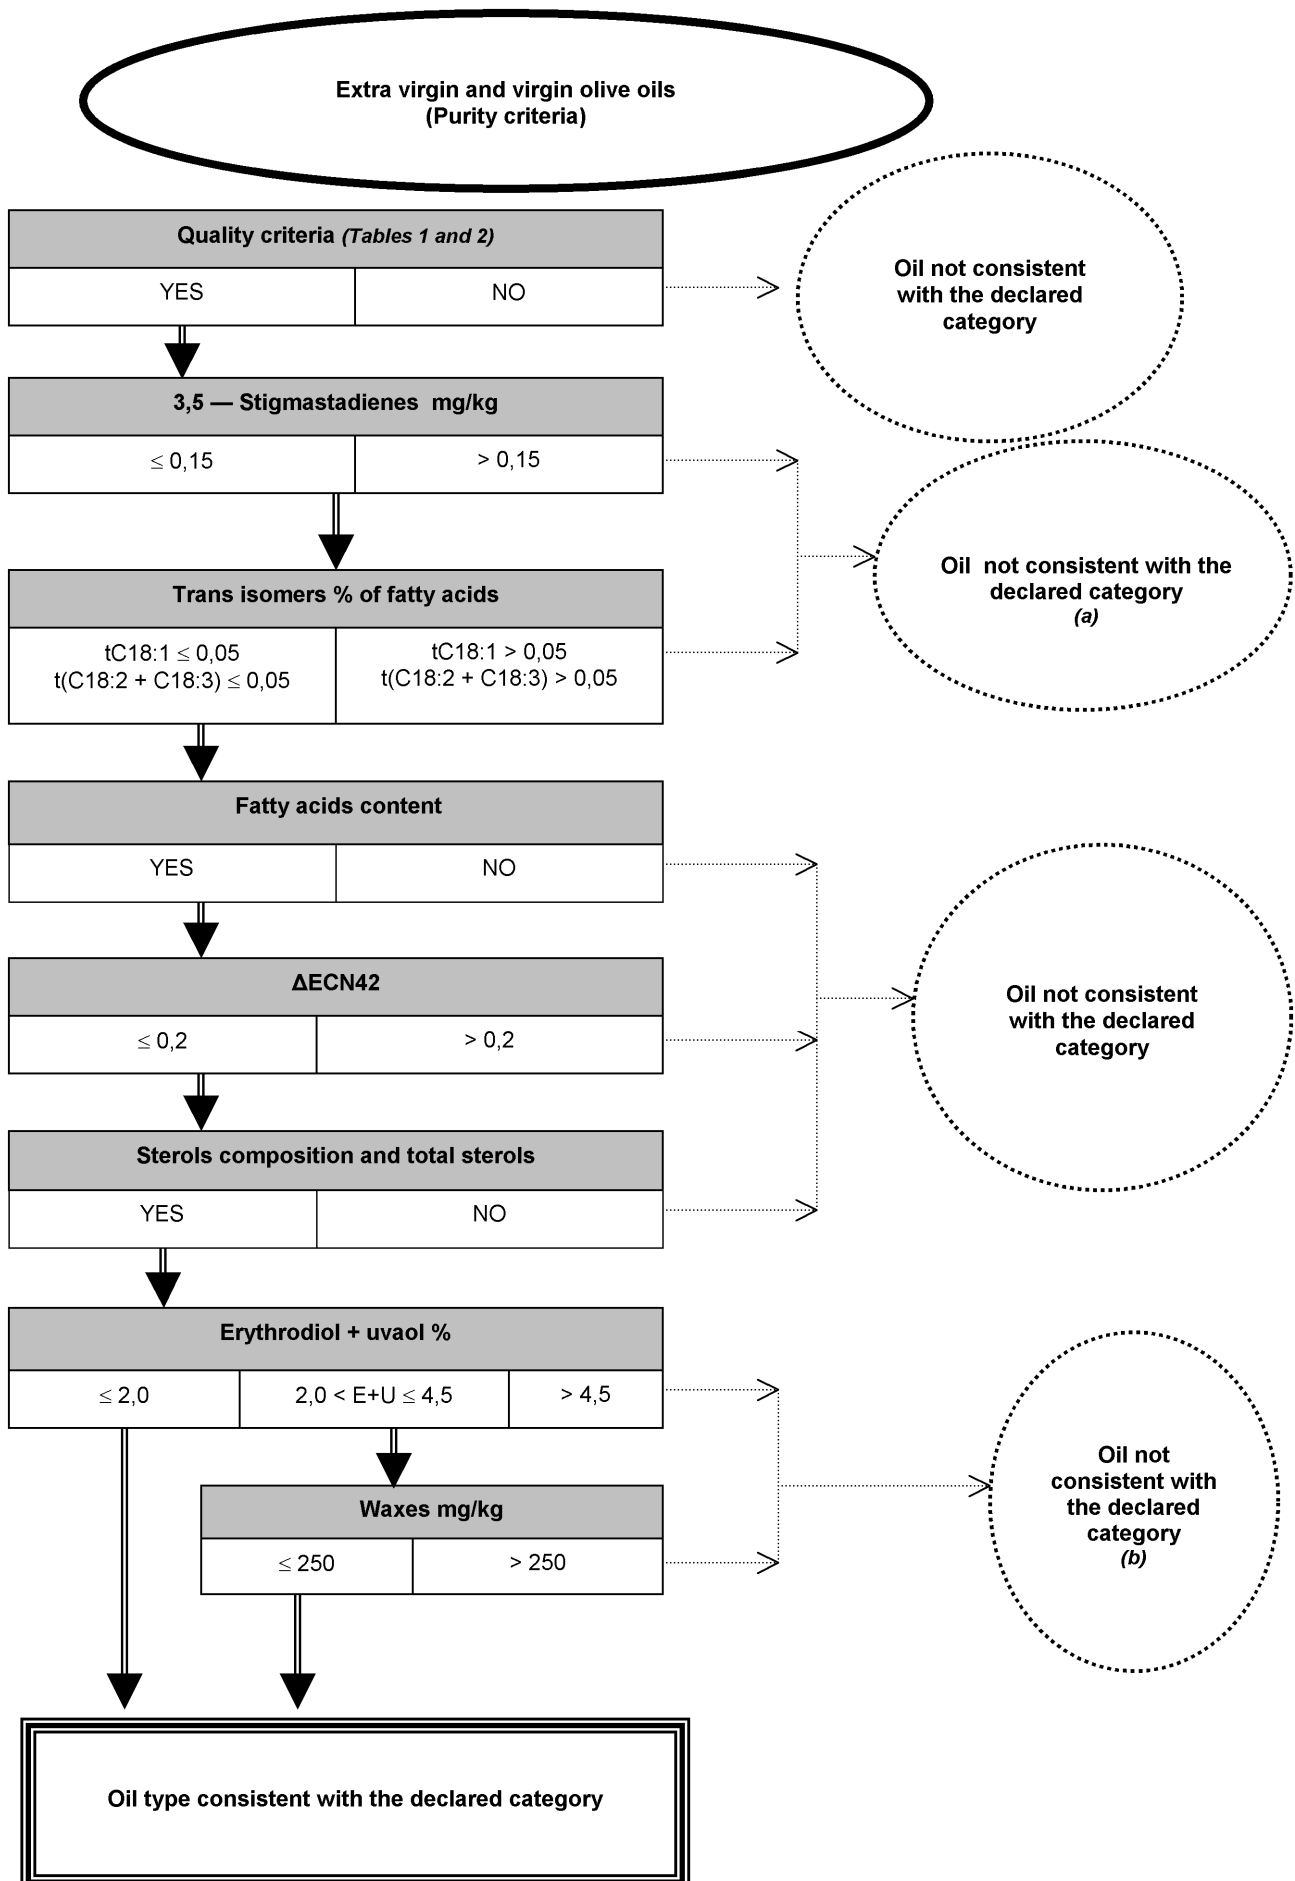 Extra virgin and virgin olive oils
(Purity criteria)
Quality criteria (Tables 1 and 2)
YES
NO
Oil not consistent
with the declared
category
3,5 — Stigmastadienes mg/kg
≤ 0,15
> 0,15
Oil not consistent with the
declared category
(a)
Trans isomers % of fatty acids
tC18:1 ≤ 0,05
t(C18:2 + C18:3) ≤ 0,05
tC18:1 > 0,05
t(C18:2 + C18:3) > 0,05
Fatty acids content
YES
NO
ΔECN42
≤ 0,2
> 0,2
Oil not consistent
with the declared
category
Sterols composition and total sterols
YES
NO
Erythrodiol + uvaol %
≤ 2,0
2,0 < E+U ≤ 4,5
> 4,5
Waxes mg/kg
≤ 250
> 250
Oil not
consistent with
the declared
category
(b)
Oil type consistent with the declared category